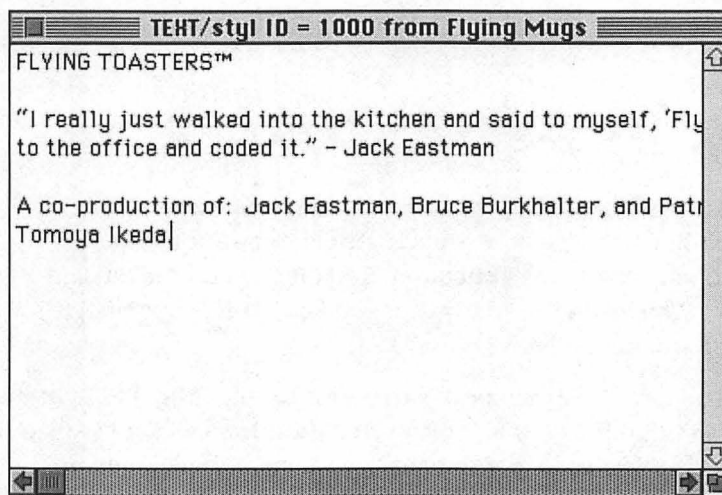 TEXT/styl ID = 1000 from Flying Mugs
FLYING TOASTERS™
“I really just walked into the kitchen and said to myself, ‘Fly
to the office and coded it.” – Jack Eastman
A co-production of: Jack Eastman, Bruce Burkhalter, and Patr
Tomoya Ikeda